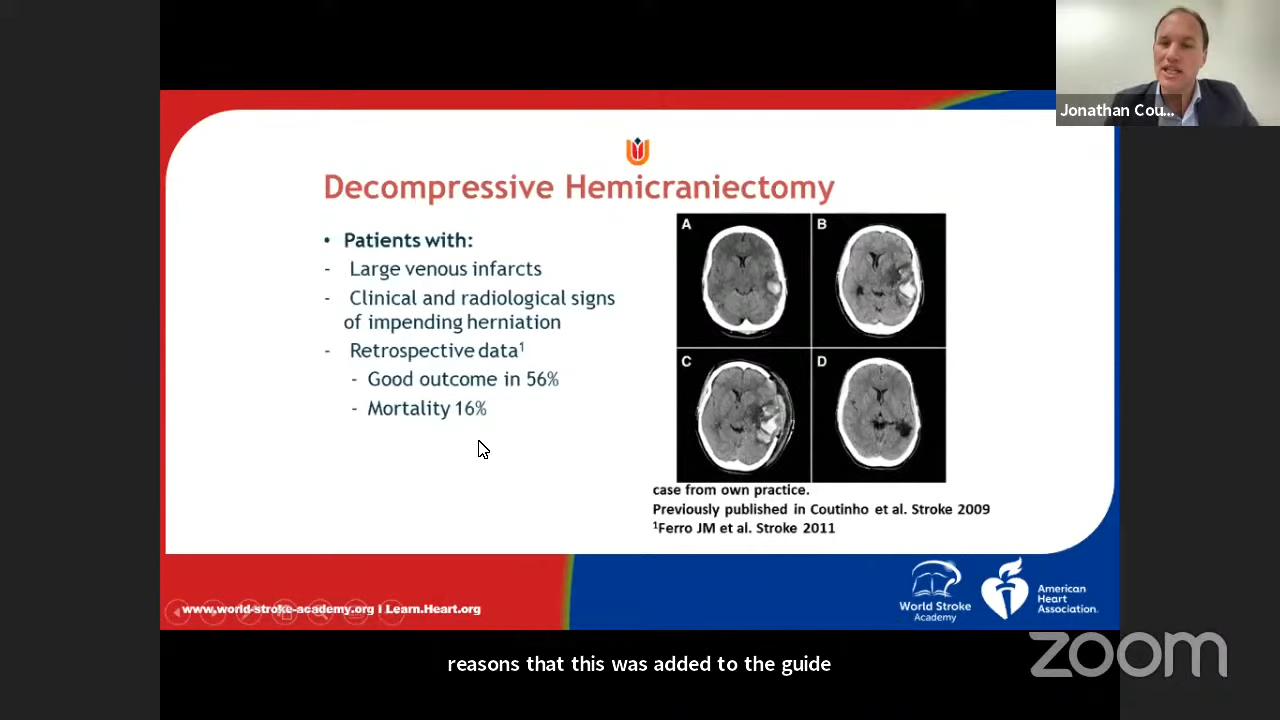 Jonathan Cou...
Decompressive Hemicraniectomy
• Patients with:
- Large venous infarcts
- Clinical and radiological signs
of impending herniation
- Retrospective data¹
- Good outcome in 56%
- Mortality 16%
A
B
C
D
case from own practice.
Previously published in Coutinho et al. Stroke 2009
¹Ferro JM et al. Stroke 2011
www.world-stroke-academy.org I Learn.Heart.org
World Stroke
Academy
American
Heart
Association.
reasons that this was added to the guide
zoom